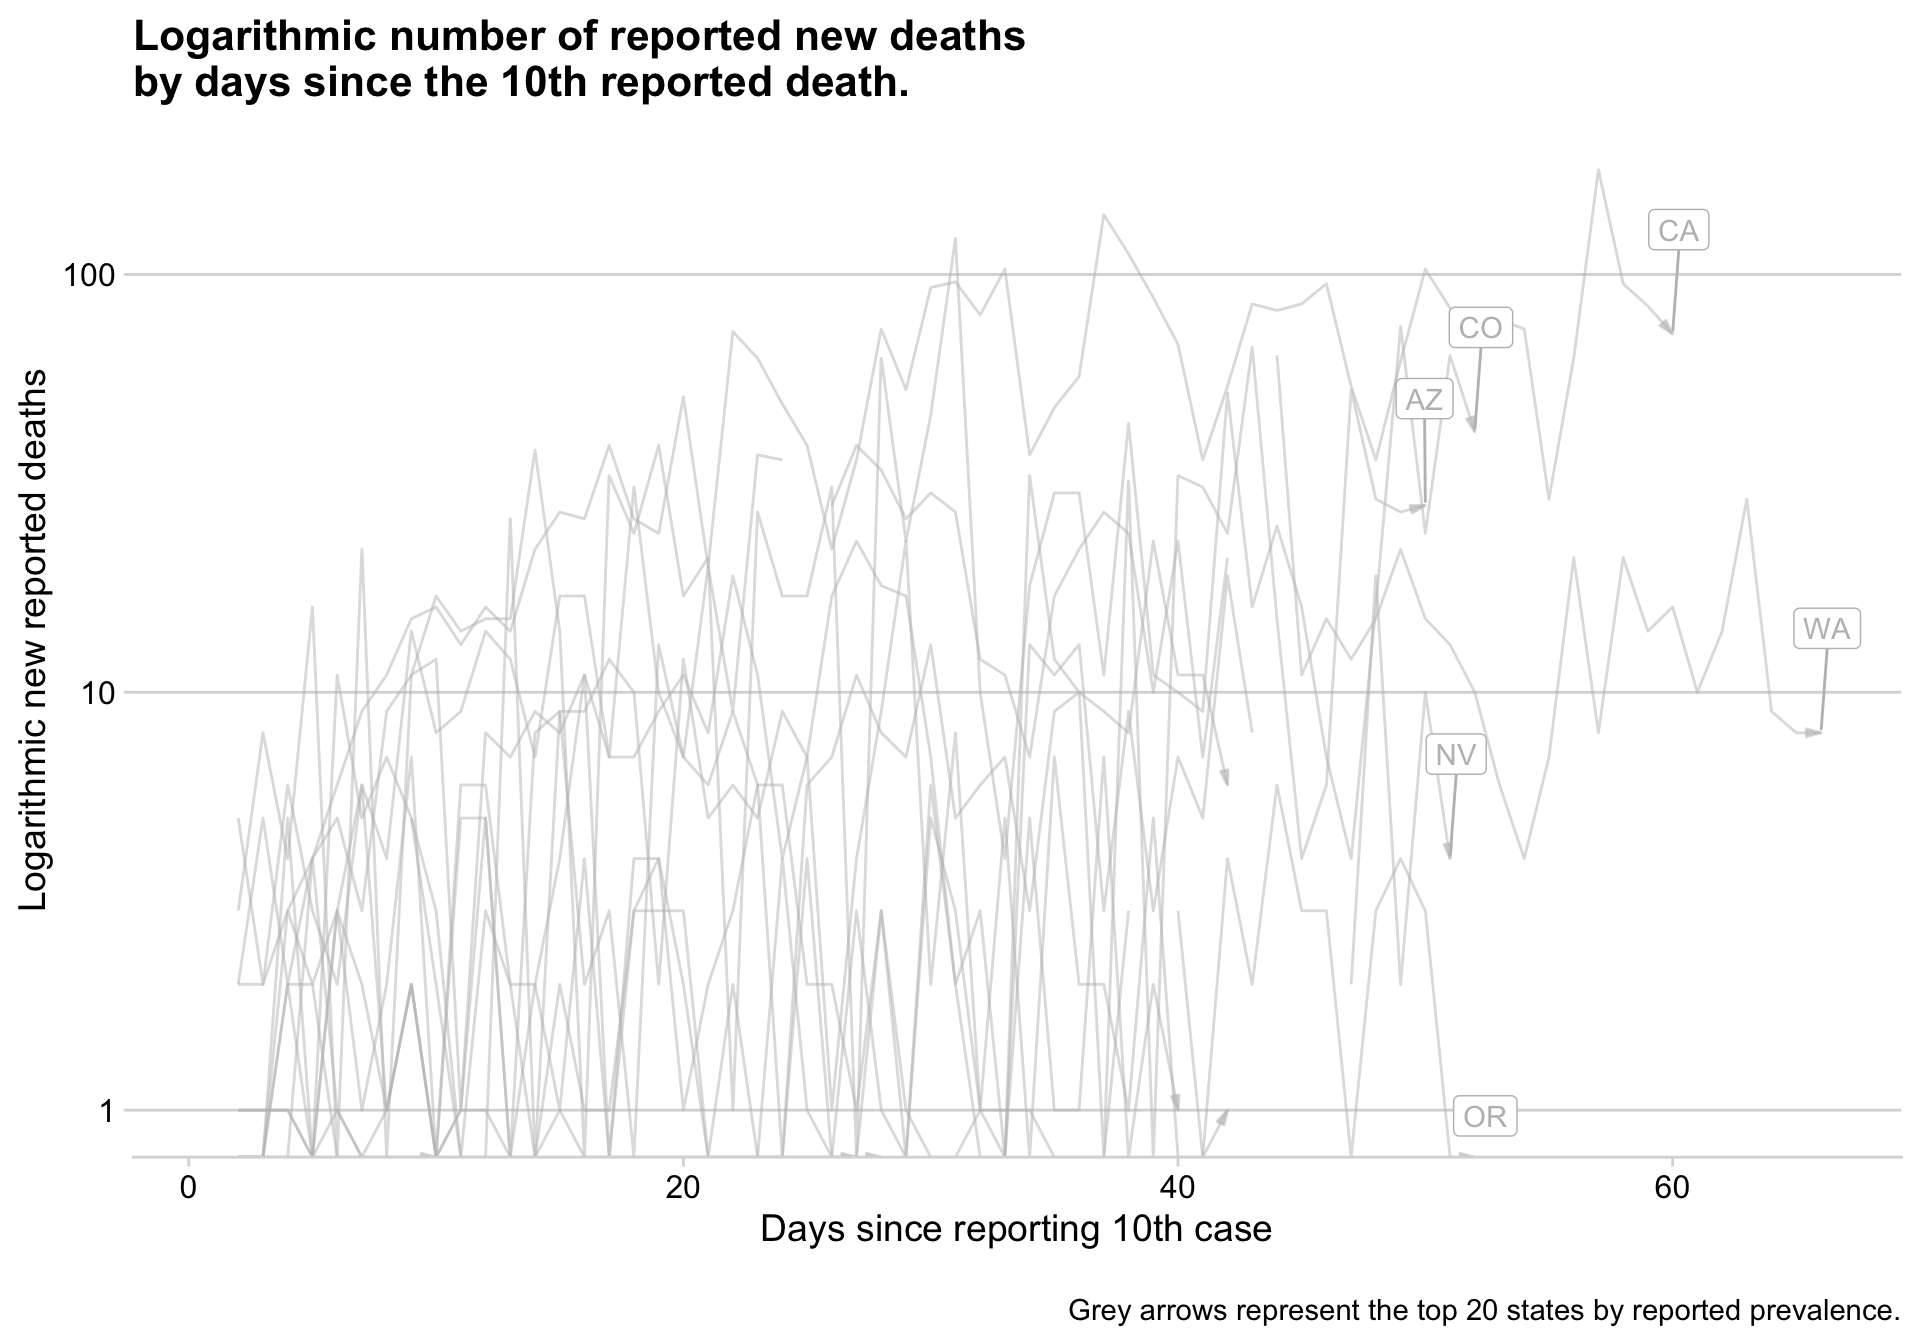 Logarithmic number of reported new deaths
by days since the 10th reported death.
Logarithmic new reported deaths
100
10
1
CA
CO
AZ
WA
NV
OR
0
20
40
60
Days since reporting 10th case
Grey arrows represent the top 20 states by reported prevalence.